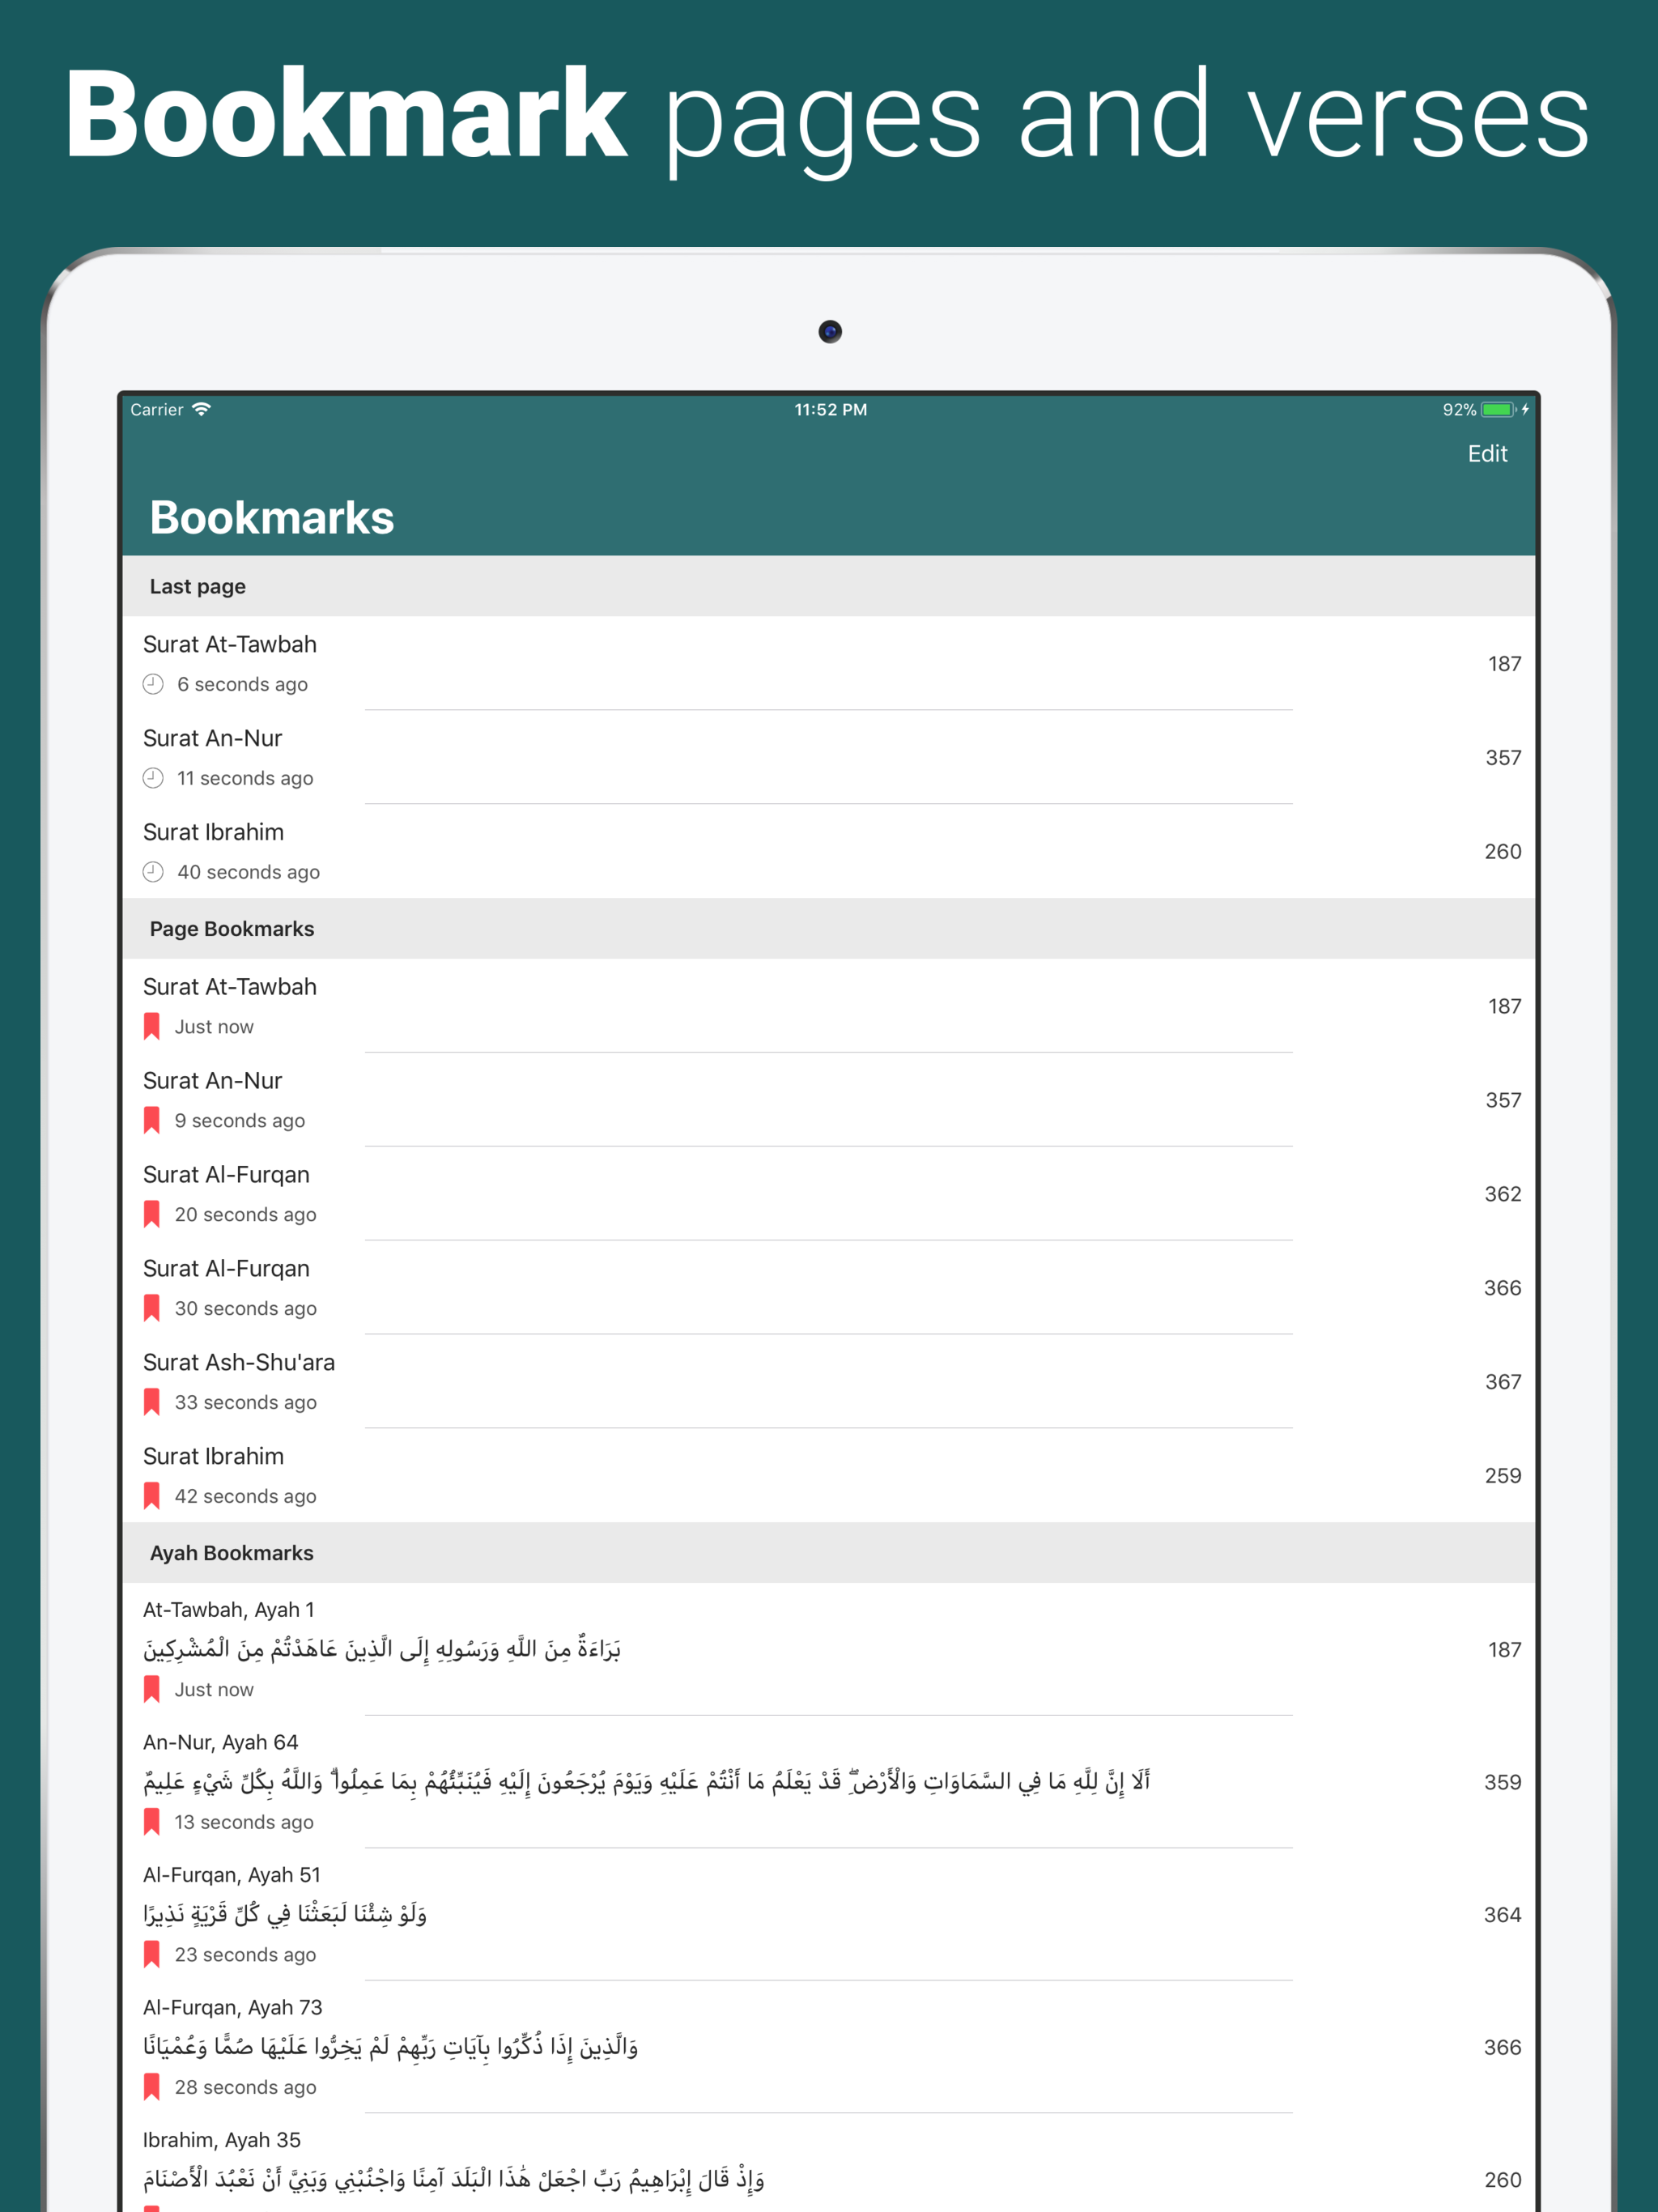 Bookmark pages and verses
Carrier 11:52 PM 92%
Edit
Bookmarks
Last page
Surat At-Tawbah
187
6 seconds ago
Surat An-Nur
357
11 seconds ago
Surat Ibrahim
260
40 seconds ago
Page Bookmarks
Surat At-Tawbah
187
Just now
Surat An-Nur
357
9 seconds ago
Surat Al-Furqan
362
20 seconds ago
Surat Al-Furqan
366
30 seconds ago
Surat Ash-Shu'ara
367
33 seconds ago
Surat Ibrahim
259
42 seconds ago
Ayah Bookmarks
At-Tawbah, Ayah 1
بَرَاءَةٌ مِنَ اللَّهِ وَرَسُولِهِ إِلَى الَّذِينَ عَاهَدْتُمْ مِنَ الْمُشْرِكِينَ
187
Just now
An-Nur, Ayah 64
أَلَا إِنَّ لِلَّهِ مَا فِي السَّمَاوَاتِ وَالْأَرْضِ ۖ قَدْ يَعْلَمُ مَا أَنْتُمْ عَلَيْهِ وَيَوْمَ يُرْجَعُونَ إِلَيْهِ فَيُنَبِّئُهُمْ بِمَا عَمِلُوا ۗ وَاللَّهُ بِكُلِّ شَيْءٍ عَلِيمٌ
359
13 seconds ago
Al-Furqan, Ayah 51
وَلَوْ شِئْنَا لَبَعَثْنَا فِي كُلِّ قَرْيَةٍ نَذِيرًا
364
23 seconds ago
Al-Furqan, Ayah 73
وَالَّذِينَ إِذَا ذُكِّرُوا بِآيَاتِ رَبِّهِمْ لَمْ يَخِرُّوا عَلَيْهَا صُمًّا وَعُمْيَانًا
366
28 seconds ago
Ibrahim, Ayah 35
وَإِذْ قَالَ إِبْرَاهِيمُ رَبِّ اجْعَلْ هَٰذَا الْبَلَدَ آمِنًا وَاجْنُبْنِي وَبَنِيَّ أَنْ نَعْبُدَ الْأَصْنَامَ
260